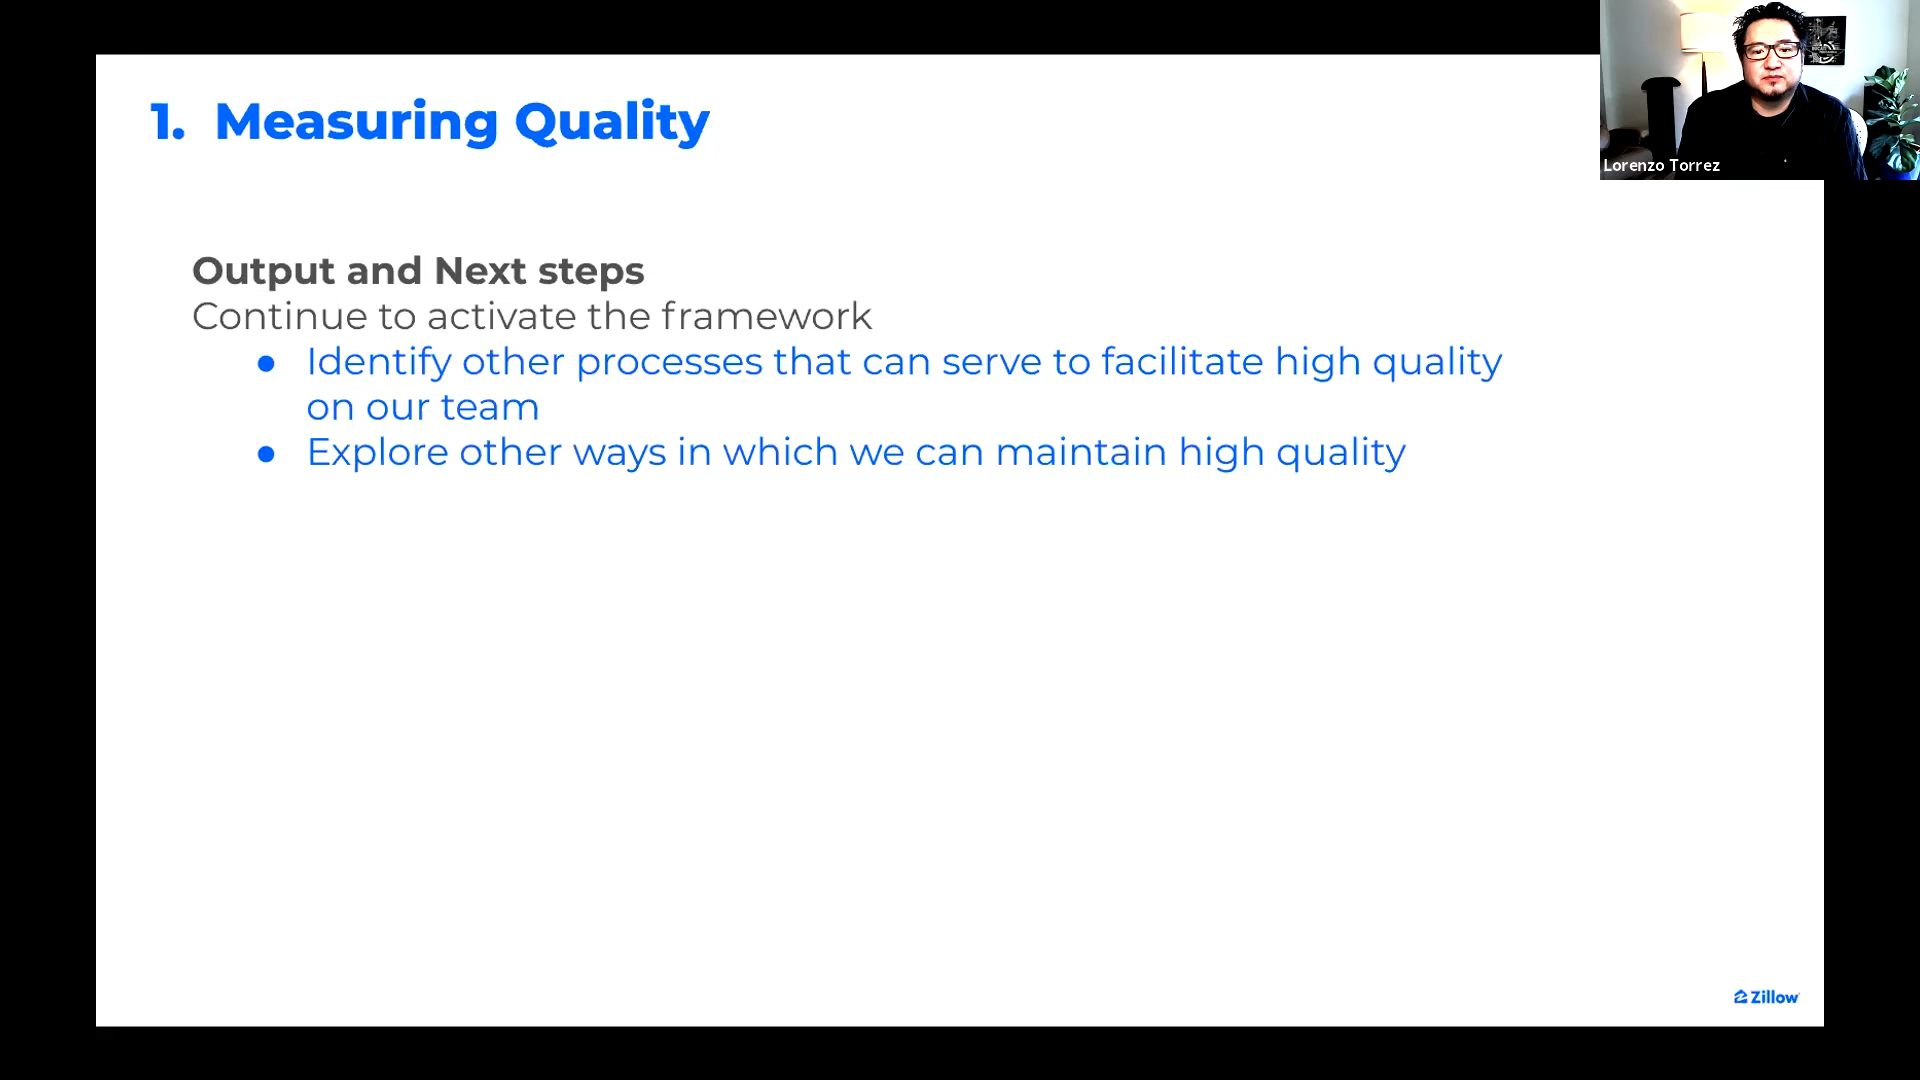 1. Measuring Quality
Lorenzo Torrez
Output and Next steps
Continue to activate the framework
● Identify other processes that can serve to facilitate high quality
on our team
● Explore other ways in which we can maintain high quality
Zillow